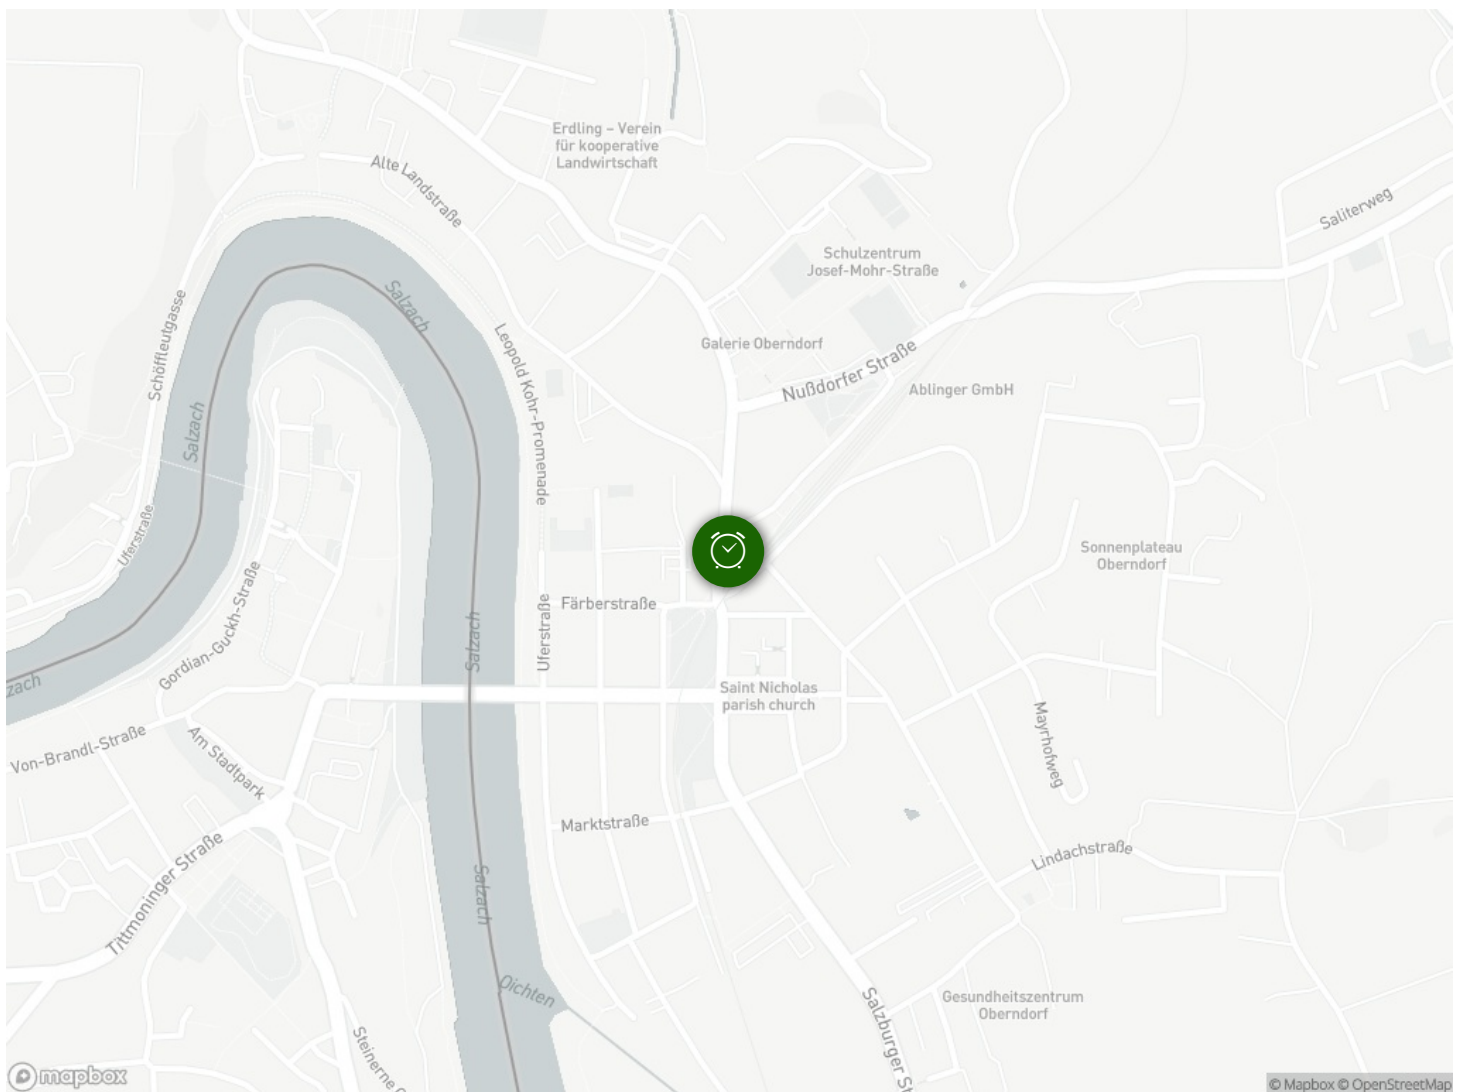 Erdling – Verein
für kooperative
Landwirtschaft
Alte Landstraße
Saliterweg
Schulzentrum
Josef-Mohr-Straße
Salzach
Schöffleutgasse
Leopold Kohr-Promenade
Galerie Oberndorf
Nußdorfer Straße
Ablinger GmbH
Salzach
Uferstraße
Sonnenplateau
Oberndorf
Gordian-Guckh-Straße
Färberstraße
Uferstraße
Salzach
zach
Saint Nicholas
parish church
Von-Brandl-Straße
Am Stadtpark
Mayrhofweg
Marktstraße
Lindachstraße
Tittmoninger Straße
Salzach
Oichten
Gesundheitszentrum
Oberndorf
Salzburger St
Steinerne
mapbox
© Mapbox © OpenStreetMap